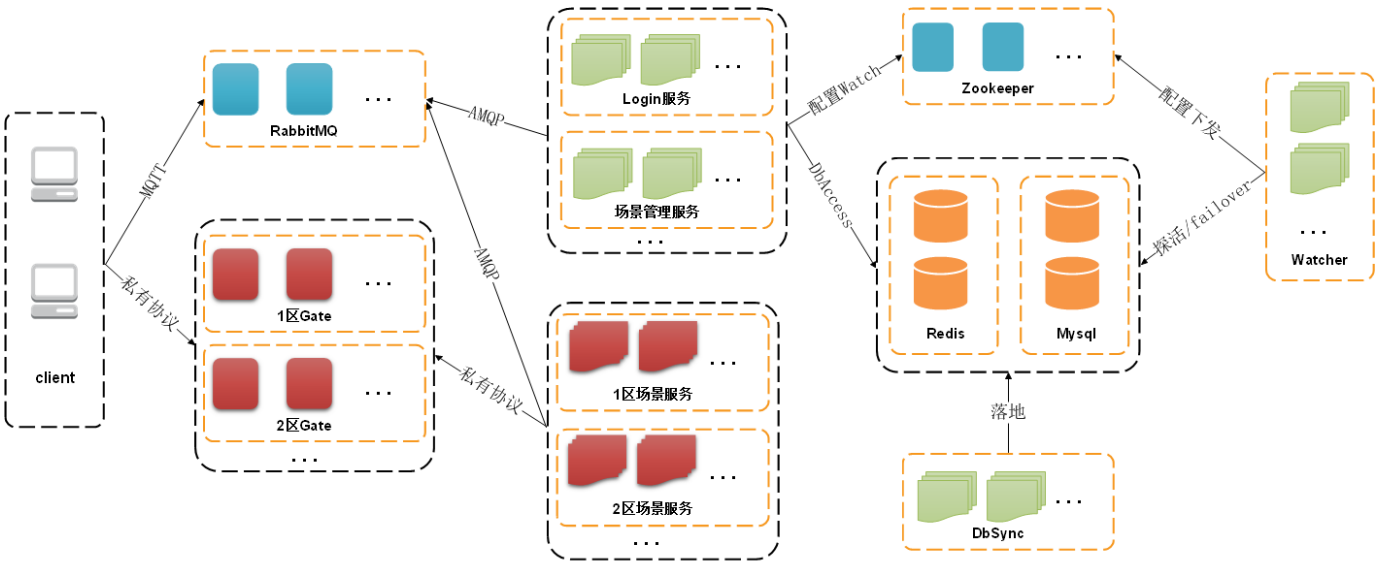 client
MQTT
私有协议
...
RabbitMQ
...
1区Gate
...
2区Gate
...
AMQP
AMQP
私有协议
...
Login服务
...
场景管理服务
...
...
1区场景服务
...
2区场景服务
...
配置Watch
DbAccess
...
Zookeeper
Redis
Mysql
落地
...
DbSync
配置下发
探活/failover
...
Watcher